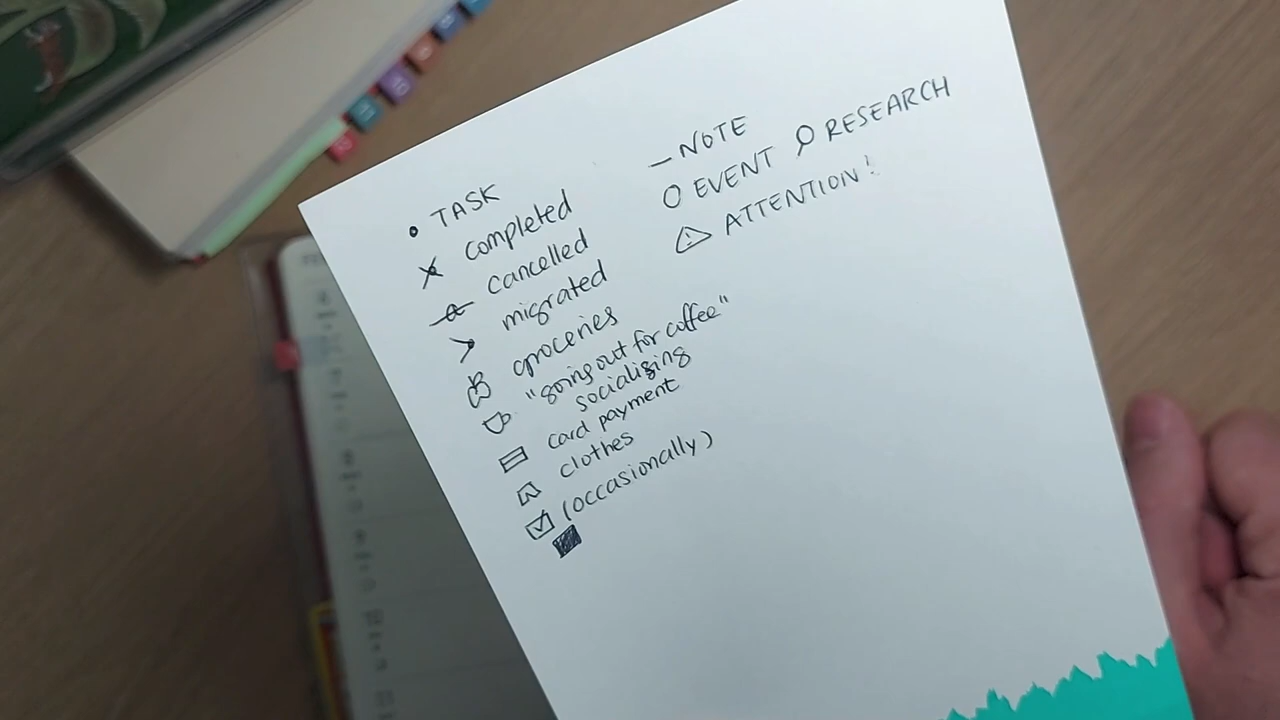 • TASK
x completed
cancelled
> migrated
groceries
"going out for coffee"
socialising
card payment
clothes
(occasionally)
– NOTE
O EVENT
RESEARCH
ATTENTION!